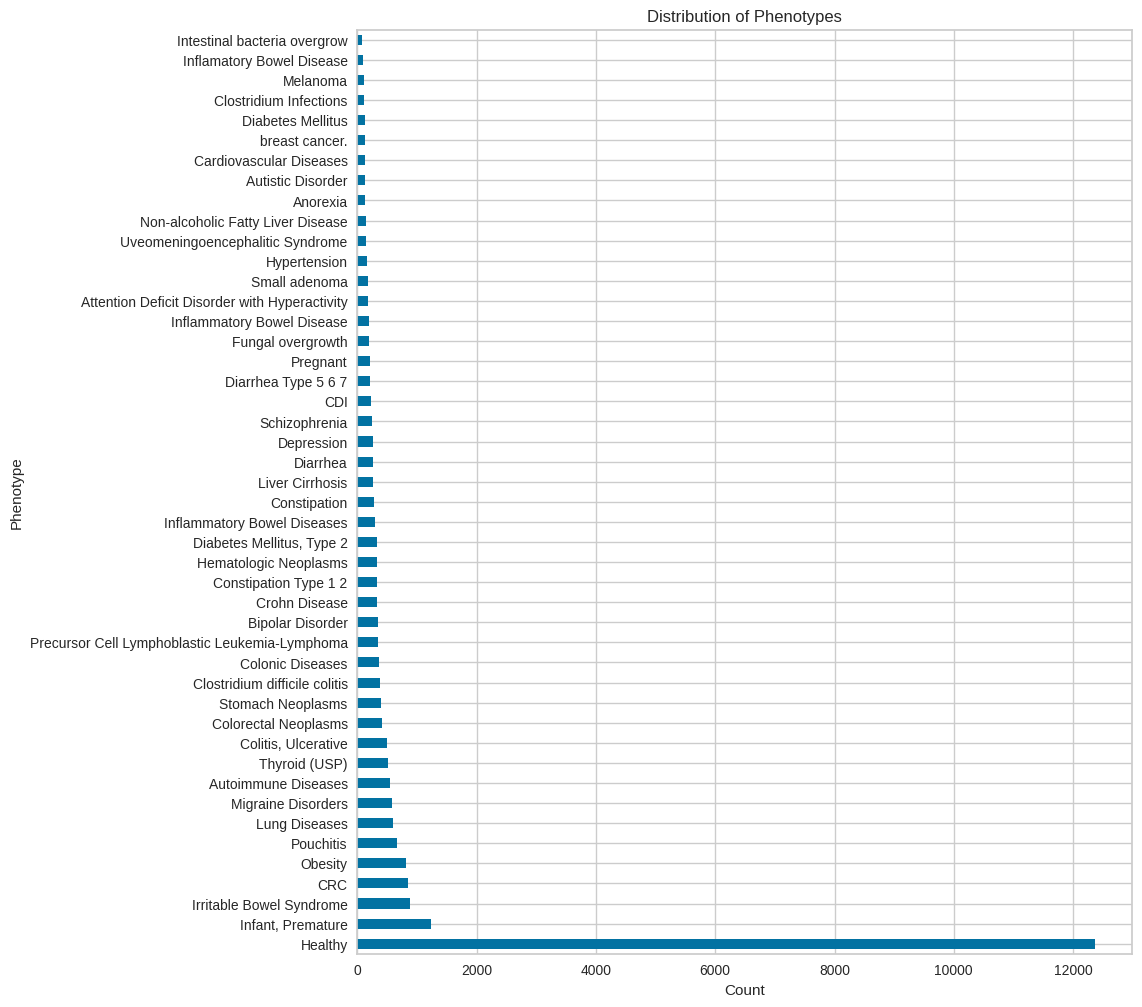 Distribution of Phenotypes
Intestinal bacteria overgrow
Inflamatory Bowel Disease
Melanoma
Clostridium Infections
Diabetes Mellitus
breast cancer.
Cardiovascular Diseases
Autistic Disorder
Anorexia
Non-alcoholic Fatty Liver Disease
Uveomeningoencephalitic Syndrome
Hypertension
Small adenoma
Attention Deficit Disorder with Hyperactivity
Inflammatory Bowel Disease
Fungal overgrowth
Pregnant
Diarrhea Type 5 6 7
CDI
Schizophrenia
Depression
Diarrhea
Liver Cirrhosis
Constipation
Inflammatory Bowel Diseases
Diabetes Mellitus, Type 2
Hematologic Neoplasms
Constipation Type 1 2
Crohn Disease
Bipolar Disorder
Precursor Cell Lymphoblastic Leukemia-Lymphoma
Colonic Diseases
Clostridium difficile colitis
Stomach Neoplasms
Colorectal Neoplasms
Colitis, Ulcerative
Thyroid (USP)
Autoimmune Diseases
Migraine Disorders
Lung Diseases
Pouchitis
Obesity
CRC
Irritable Bowel Syndrome
Infant, Premature
Healthy
Phenotype
0 2000 4000 6000 8000 10000 12000
Count